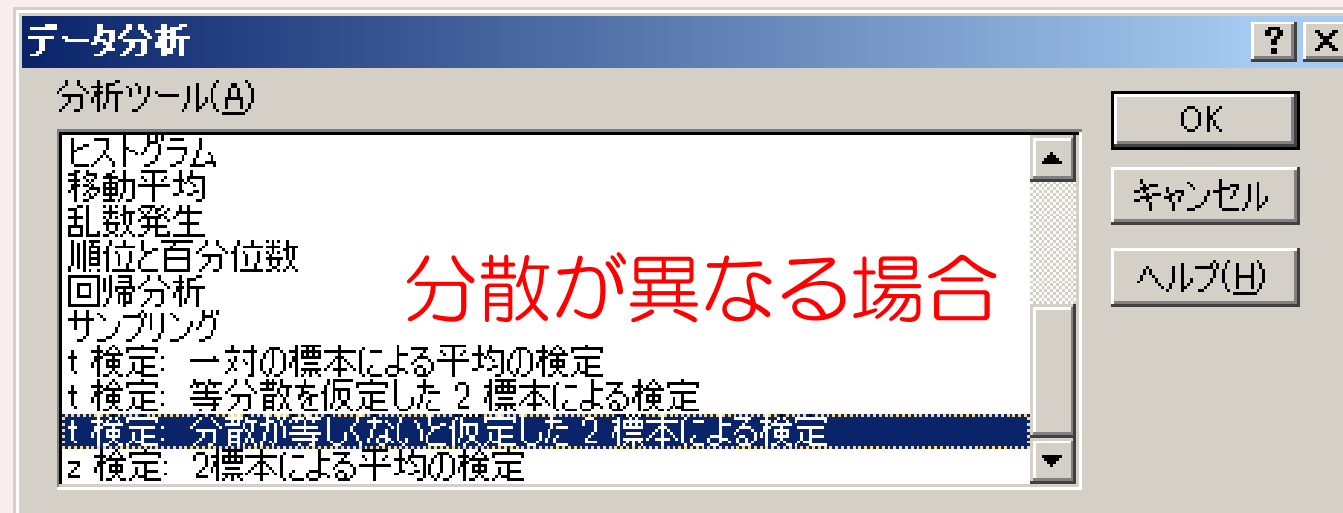 データ分析
分析ツール(A)
ヒストグラム
移動平均
乱数発生
順位と百分位数
回帰分析
サンプリング
t 検定: 一対の標本による平均の検定
t 検定: 等分散を仮定した 2 標本による検定
t 検定: 分散が等しくないと仮定した 2 標本による検定
z 検定: 2標本による平均の検定
分散が異なる場合
OK
キャンセル
ヘルプ(H)